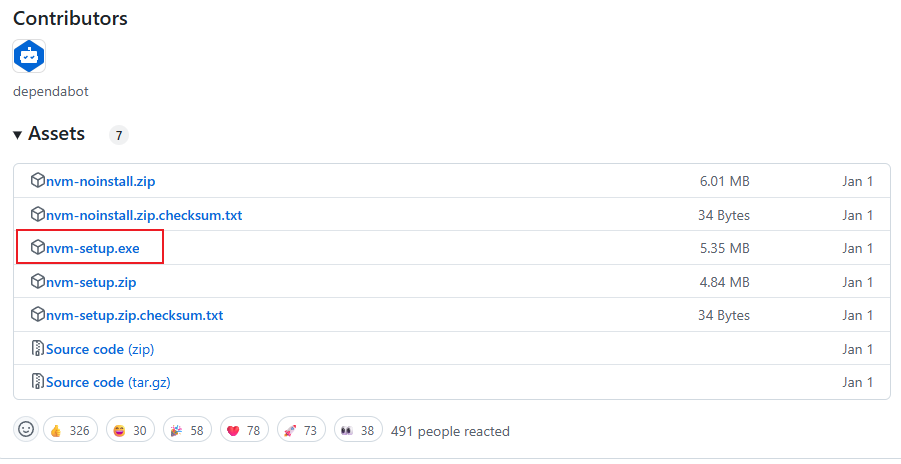 Contributors
dependabot
Assets 7
nvm-noinstall.zip 6.01 MB Jan 1
nvm-noinstall.zip.checksum.txt 34 Bytes Jan 1
nvm-setup.exe 5.35 MB Jan 1
nvm-setup.zip 4.84 MB Jan 1
nvm-setup.zip.checksum.txt 34 Bytes Jan 1
Source code (zip) Jan 1
Source code (tar.gz) Jan 1
326 30 58 78 73 38 491 people reacted